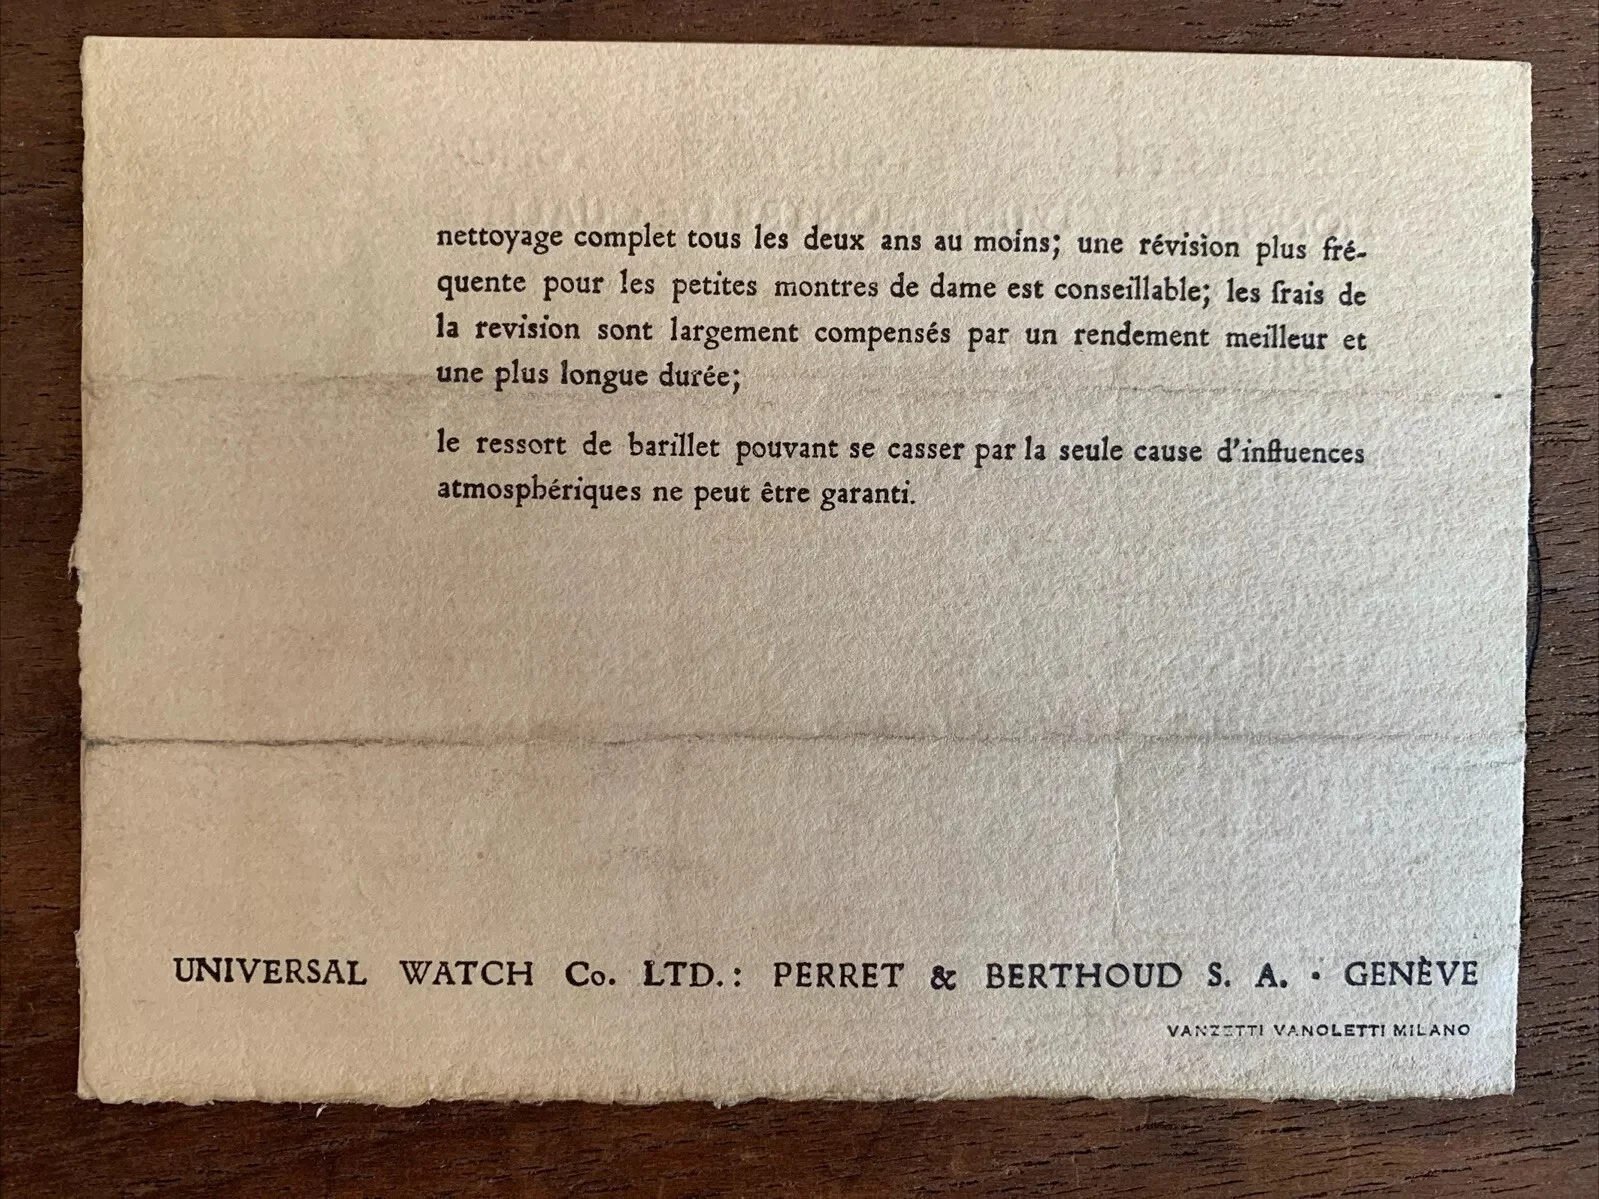 nettoyage complet tous les deux ans au moins; une révision plus fré-
quente pour les petites montres de dame est conseillable; les frais de
la revision sont largement compensés par un rendement meilleur et
une plus longue durée;
le ressort de barillet pouvant se casser par la seule cause d'influences
atmosphériques ne peut être garanti.
UNIVERSAL WATCH Co. LTD.: PERRET & BERTHOUD S. A. · GENÈVE
VANZETTI VANOLETTI MILANO